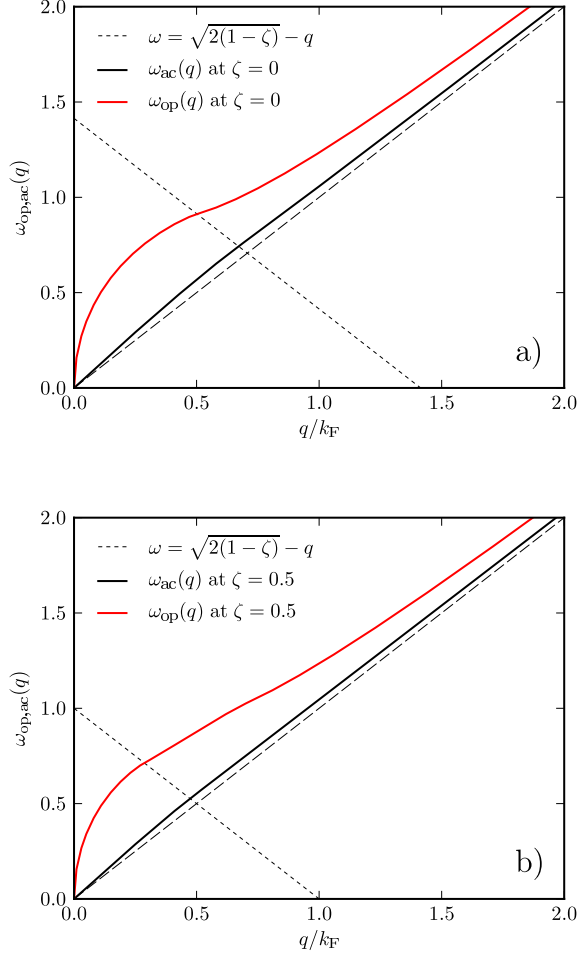 2.0
1.5
1.0
0.5
0.0
ω_op,ac(q)
ω = √2(1 − ζ) − q
ω_ac(q) at ζ = 0
ω_op(q) at ζ = 0
a)
0.0 0.5 1.0 1.5 2.0
q/k_F
2.0
1.5
1.0
0.5
0.0
ω_op,ac(q)
ω = √2(1 − ζ) − q
ω_ac(q) at ζ = 0.5
ω_op(q) at ζ = 0.5
b)
0.0 0.5 1.0 1.5 2.0
q/k_F